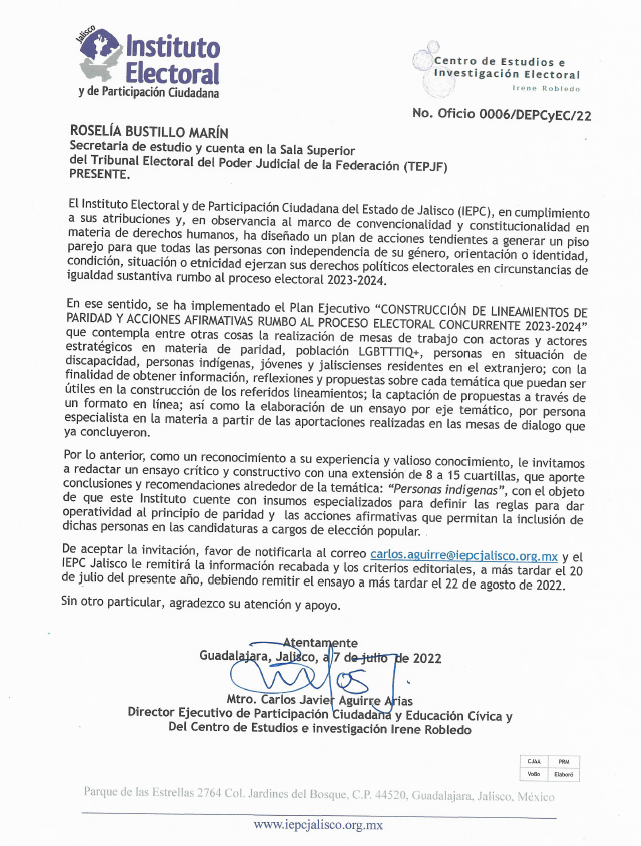 Jalisco
Instituto
Electoral
y de Participación Ciudadana
Centro de Estudios e
Investigación Electoral
Irene Robledo
No. Oficio 0006/DEPCyEC/22
ROSELÍA BUSTILLO MARÍN
Secretaria de estudio y cuenta en la Sala Superior
del Tribunal Electoral del Poder Judicial de la Federación (TEPJF)
PRESENTE.
El Instituto Electoral y de Participación Ciudadana del Estado de Jalisco (IEPC), en cumplimiento
a sus atribuciones y, en observancia al marco de convencionalidad y constitucionalidad en
materia de derechos humanos, ha diseñado un plan de acciones tendientes a generar un piso
parejo para que todas las personas con independencia de su género, orientación o identidad,
condición, situación o etnicidad ejerzan sus derechos políticos electorales en circunstancias de
igualdad sustantiva rumbo al proceso electoral 2023-2024.
En ese sentido, se ha implementado el Plan Ejecutivo “CONSTRUCCIÓN DE LINEAMIENTOS DE
PARIDAD Y ACCIONES AFIRMATIVAS RUMBO AL PROCESO ELECTORAL CONCURRENTE 2023-2024”
que contempla entre otras cosas la realización de mesas de trabajo con actoras y actores
estratégicos en materia de paridad, población LGBTTTIQ+, personas en situación de
discapacidad, personas indígenas, jóvenes y jaliscienses residentes en el extranjero; con la
finalidad de obtener información, reflexiones y propuestas sobre cada temática que puedan ser
útiles en la construcción de los referidos lineamientos; la captación de propuestas a través de
un formato en línea; así como la elaboración de un ensayo por eje temático, por persona
especialista en la materia a partir de las aportaciones realizadas en las mesas de dialogo que
ya concluyeron.
Por lo anterior, como un reconocimiento a su experiencia y valioso conocimiento, le invitamos
a redactar un ensayo crítico y constructivo con una extensión de 8 a 15 cuartillas, que aporte
conclusiones y recomendaciones alrededor de la temática: “Personas indígenas”, con el objeto
de que este Instituto cuente con insumos especializados para definir las reglas para dar
operatividad al principio de paridad y las acciones afirmativas que permitan la inclusión de
dichas personas en las candidaturas a cargos de elección popular.
De aceptar la invitación, favor de notificarla al correo carlos.aguirre@iepcjalisco.org.mx y el
IEPC Jalisco le remitirá la información recabada y los criterios editoriales, a más tardar el 20
de julio del presente año, debiendo remitir el ensayo a más tardar el 22 de agosto de 2022.
Sin otro particular, agradezco su atención y apoyo.
Atentamente
Guadalajara, Jalisco, a 7 de julio de 2022
Mtro. Carlos Javier Aguirre Arias
Director Ejecutivo de Participación Ciudadana y Educación Cívica y
Del Centro de Estudios e investigación Irene Robledo
CJAA PRM
VoBo Elaboró
Parque de las Estrellas 2764 Col. Jardines del Bosque, C.P. 44520, Guadalajara, Jalisco, México
www.iepcjalisco.org.mx